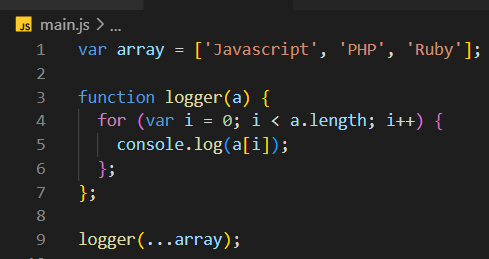 JS main.js > ...
1 var array = ['Javascript', 'PHP', 'Ruby'];
2
3 function logger(a) {
4 for (var i = 0; i < a.length; i++) {
5 console.log(a[i]);
6 };
7 };
8
9 logger(...array);